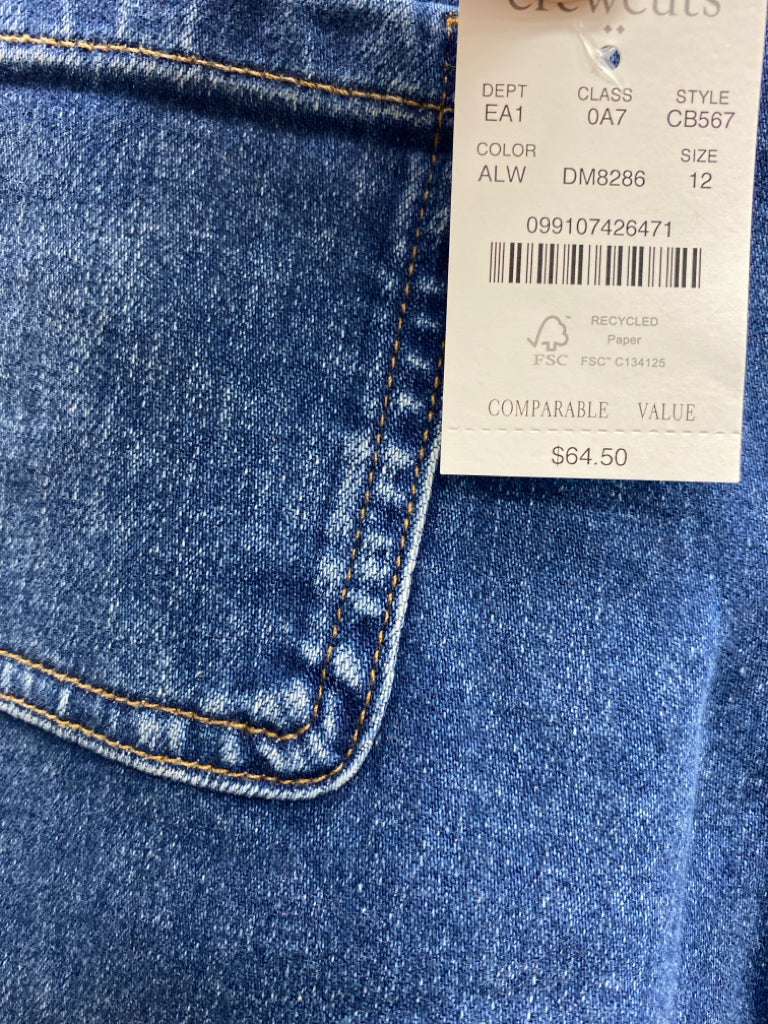 crewcuts
DEPT CLASS STYLE
EA1 0A7 CB567
COLOR SIZE
ALW DM8286 12
099107426471
RECYCLED
Paper
FSC™ C134125
FSC
COMPARABLE VALUE
$64.50